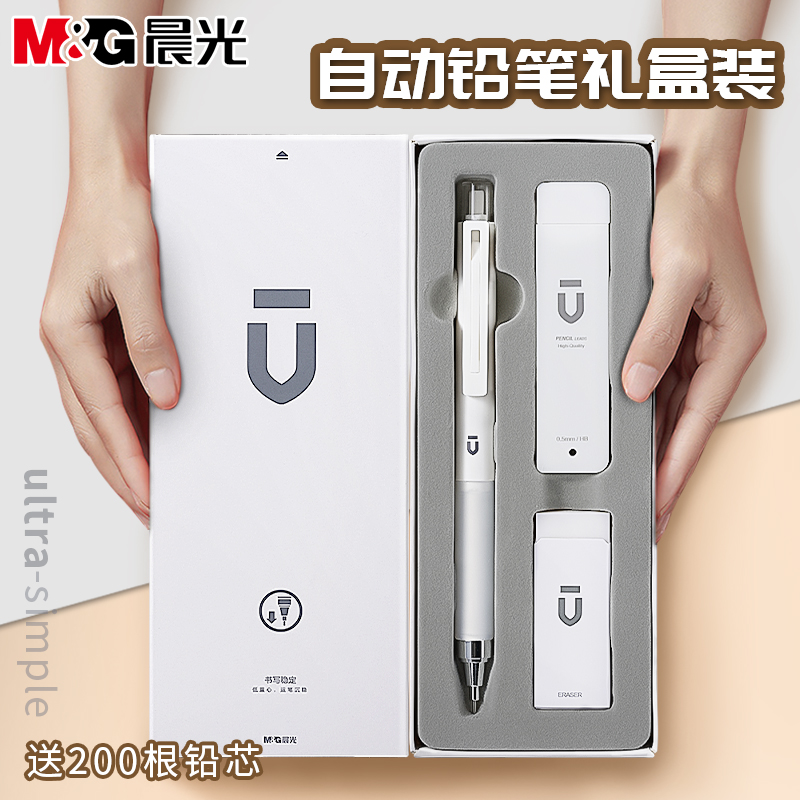 M&G晨光
自动铅笔礼盒装
PENCIL Lears
High-Quality
0.5mm / HB
ultra-simple
ERASER
书写稳定
低重心、运笔沉稳
M&G晨光
送200根铅芯